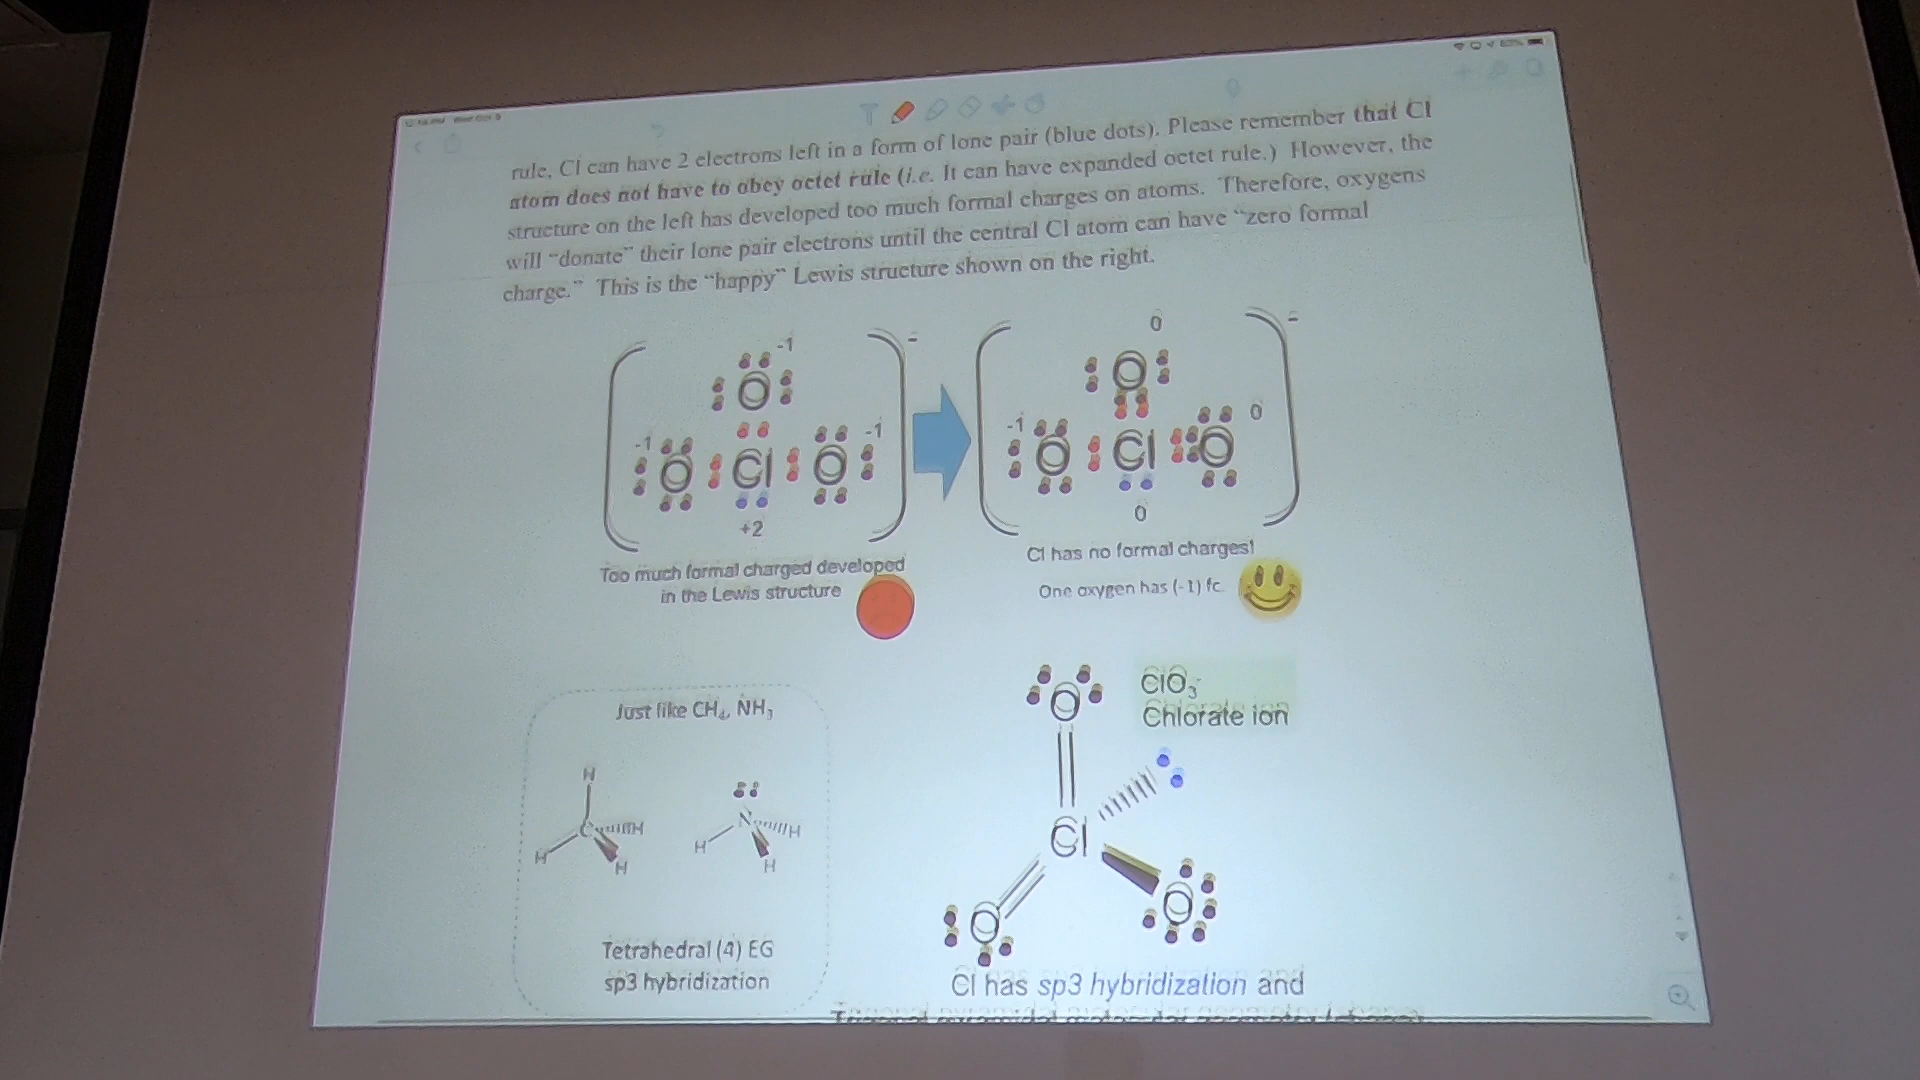 rule, Cl can have 2 electrons left in a form of lone pair (blue dots). Please remember that Cl
atom does not have to obey octet rule (i.e. It can have expanded octet rule.) However, the
structure on the left has developed too much formal charges on atoms. Therefore, oxygens
will “donate” their lone pair electrons until the central Cl atom can have “zero formal
charge.” This is the “happy” Lewis structure shown on the right.
-1
O
-1 -1
O Cl O
+2
-
0
O
-1 0
O Cl O
0
-
Too much formal charged developed
in the Lewis structure
Cl has no formal charges!
One oxygen has (-1) fc.
Just like CH4, NH3
H
C H
H H
N H
H H
Tetrahedral (4) EG
sp3 hybridization
ClO3-
Chlorate ion
O
Cl
O O
Cl has sp3 hybridization and